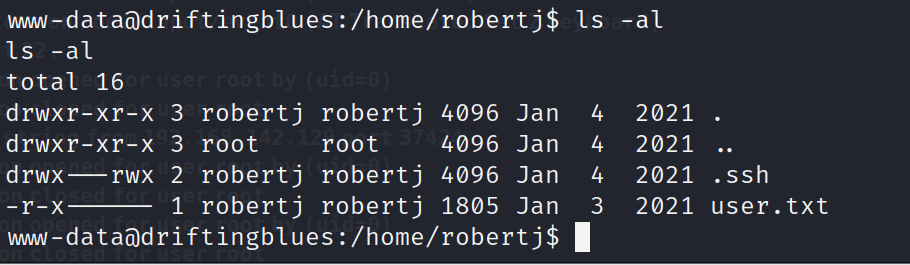 www-data@driftingblues:/home/robertj$ ls -al
ls -al
total 16
drwxr-xr-x 3 robertj robertj 4096 Jan  4  2021 .
drwxr-xr-x 3 root    root    4096 Jan  4  2021 ..
drwx---rwx 2 robertj robertj 4096 Jan  4  2021 .ssh
-r-x------ 1 robertj robertj 1805 Jan  3  2021 user.txt
www-data@driftingblues:/home/robertj$